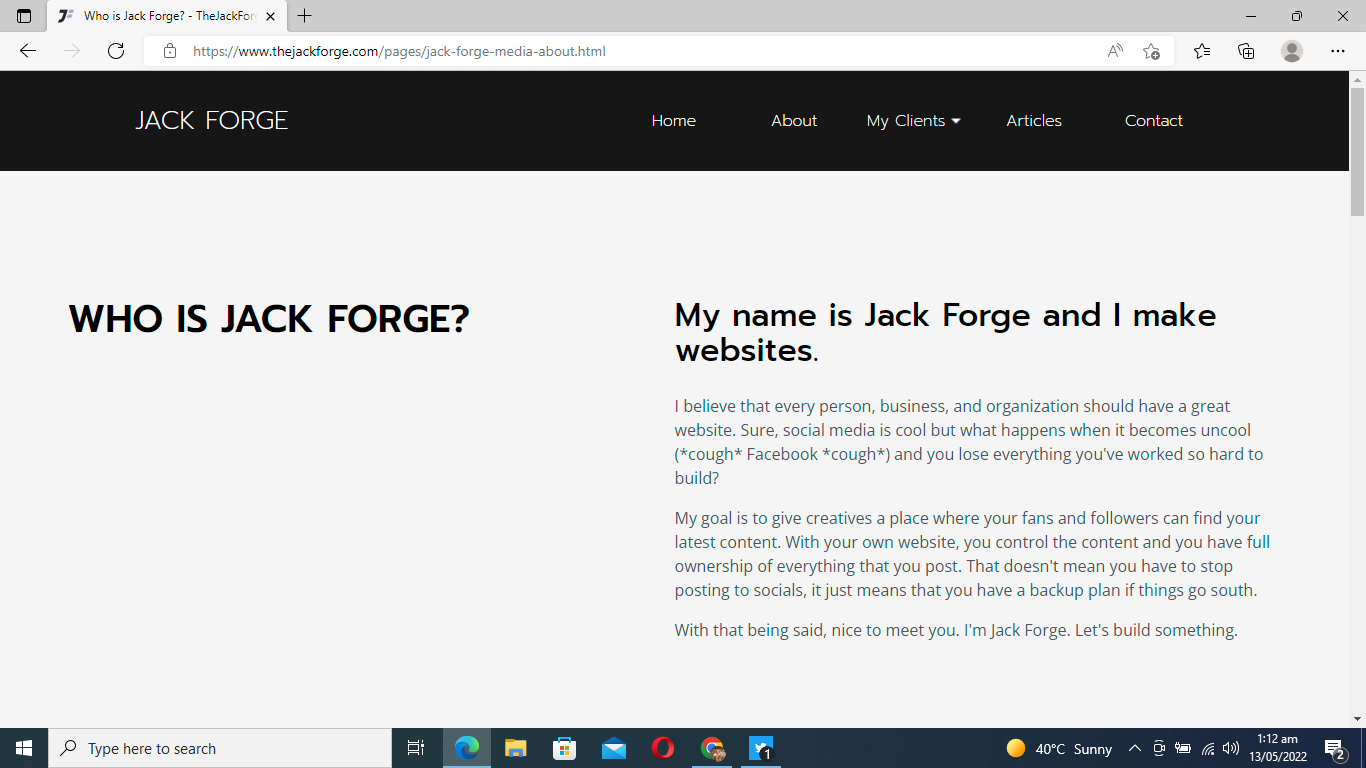 Who is Jack Forge? - TheJackFor
https://www.thejackforge.com/pages/jack-forge-media-about.html
JACK FORGE
Home
About
My Clients
Articles
Contact
WHO IS JACK FORGE?
My name is Jack Forge and I make
websites.
I believe that every person, business, and organization should have a great
website. Sure, social media is cool but what happens when it becomes uncool
(*cough* Facebook *cough*) and you lose everything you've worked so hard to
build?
My goal is to give creatives a place where your fans and followers can find your
latest content. With your own website, you control the content and you have full
ownership of everything that you post. That doesn't mean you have to stop
posting to socials, it just means that you have a backup plan if things go south.
With that being said, nice to meet you. I'm Jack Forge. Let's build something.
Type here to search
1
40°C Sunny
1:12 am
13/05/2022
2